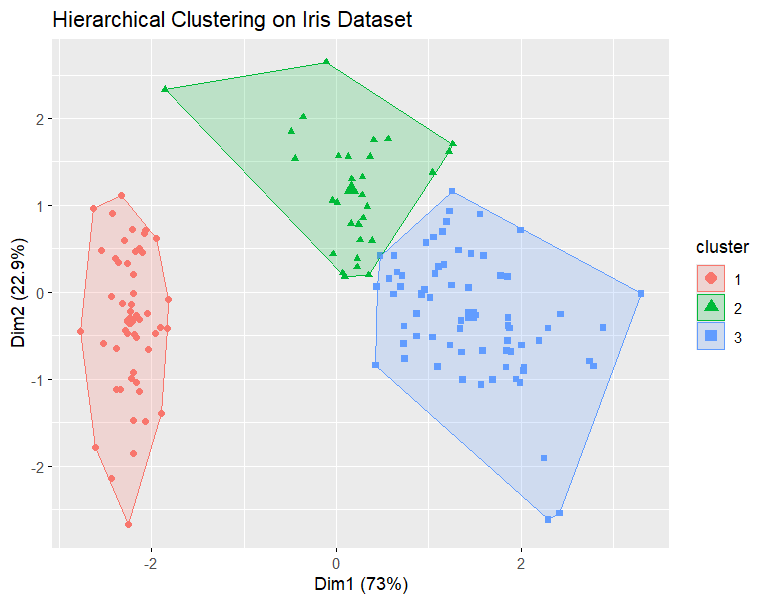 Hierarchical Clustering on Iris Dataset
Dim2 (22.9%)
2
1
0
-1
-2
-2
0
2
Dim1 (73%)
cluster
1
2
3